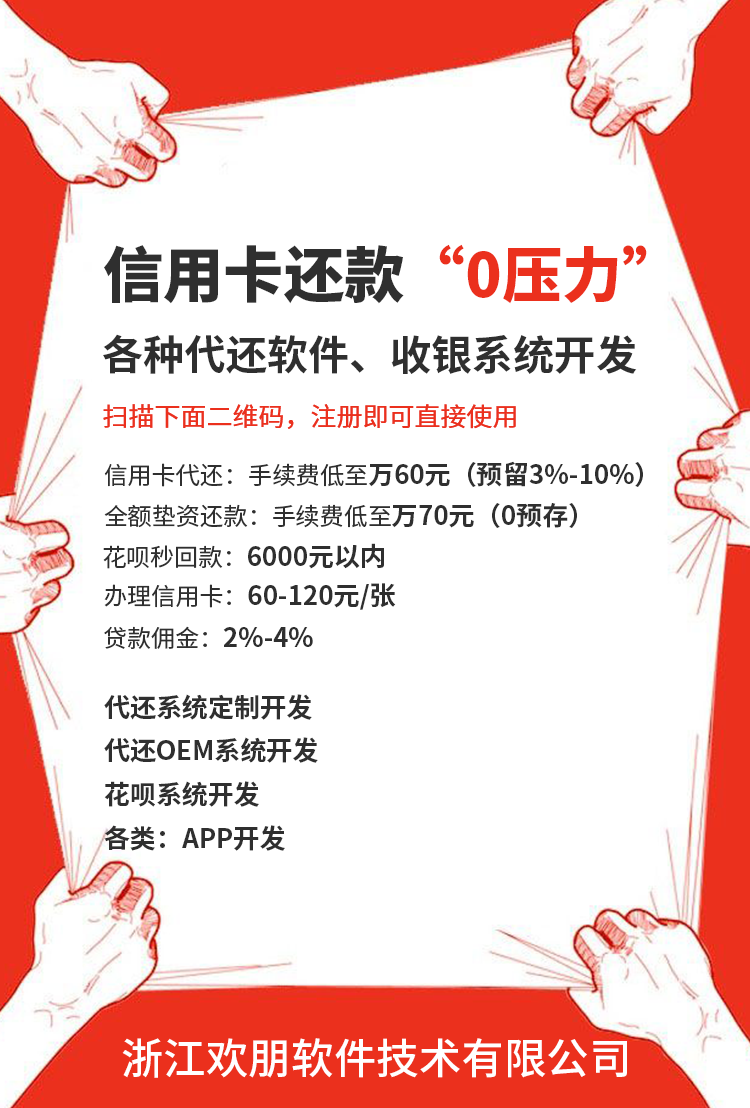 信用卡还款“0压力”
各种代还软件、收银系统开发
扫描下面二维码，注册即可直接使用
信用卡代还：手续费低至万60元（预留3%-10%）
全额垫资还款：手续费低至万70元（0预存）
花呗秒回款：6000元以内
办理信用卡：60-120元/张
贷款佣金：2%-4%
代还系统定制开发
代还OEM系统开发
花呗系统开发
各类：APP开发
浙江欢朋软件技术有限公司